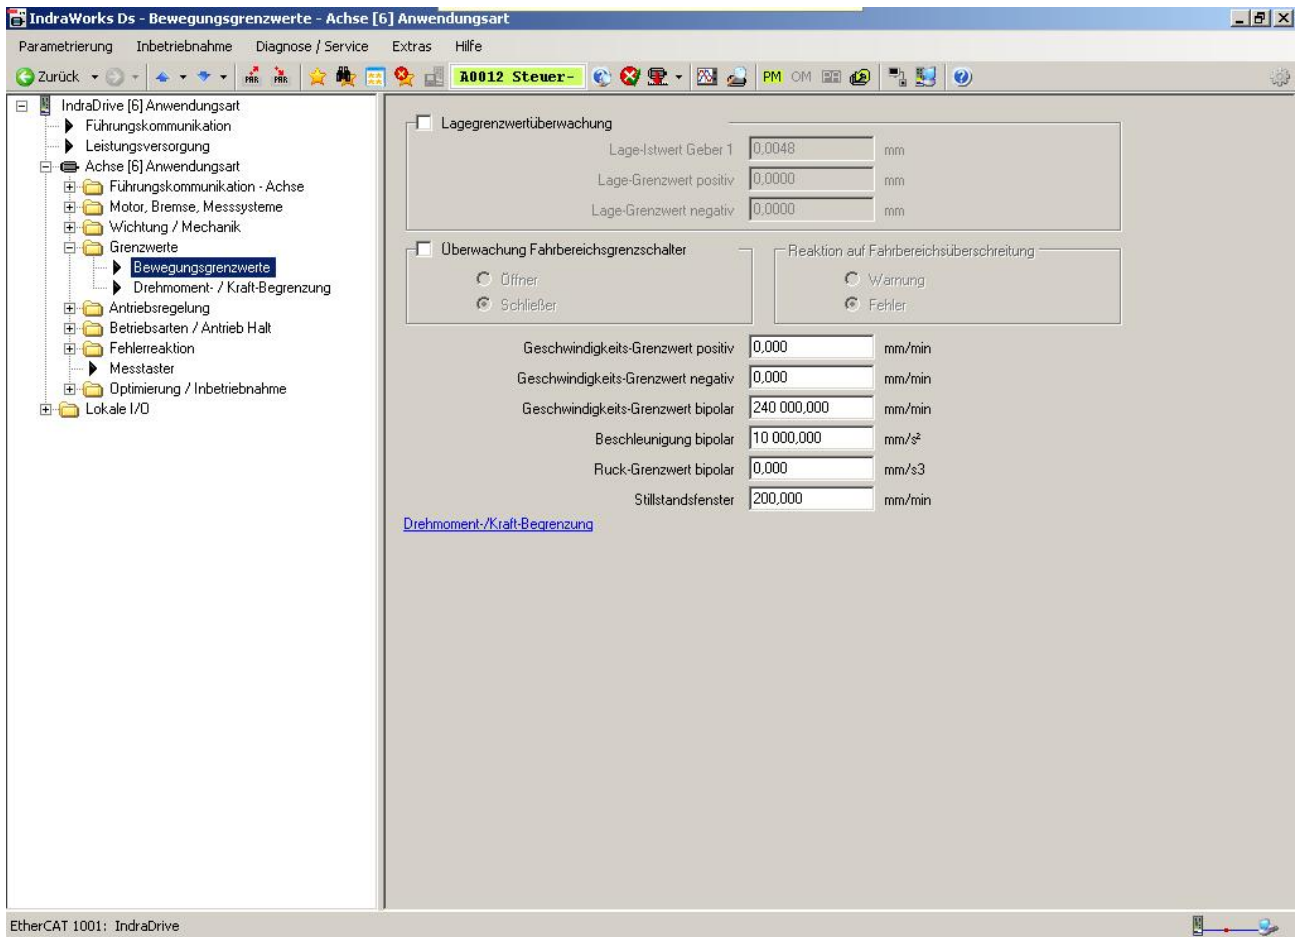 IndraWorks Ds - Bewegungsgrenzwerte - Achse [6] Anwendungsart
Parametrierung Inbetriebnahme Diagnose / Service Extras Hilfe
Zurück PAR PAR A0012 Steuer- PM OM
IndraDrive [6] Anwendungsart
Führungskommunikation
Leistungsversorgung
Achse [6] Anwendungsart
Führungskommunikation - Achse
Motor, Bremse, Messsysteme
Wichtung / Mechanik
Grenzwerte
Bewegungsgrenzwerte
Drehmoment- / Kraft-Begrenzung
Antriebsregelung
Betriebsarten / Antrieb Halt
Fehlerreaktion
Messtaster
Optimierung / Inbetriebnahme
Lokale I/O
Lagegrenzwertüberwachung
Lage-Istwert Geber 1 0,0048 mm
Lage-Grenzwert positiv 0,0000 mm
Lage-Grenzwert negativ 0,0000 mm
Überwachung Fahrbereichsgrenzschalter
Öffner
Schließer
Reaktion auf Fahrbereichsüberschreitung
Warnung
Fehler
Geschwindigkeits-Grenzwert positiv 0,000 mm/min
Geschwindigkeits-Grenzwert negativ 0,000 mm/min
Geschwindigkeits-Grenzwert bipolar 240 000,000 mm/min
Beschleunigung bipolar 10 000,000 mm/s²
Ruck-Grenzwert bipolar 0,000 mm/s3
Stillstandsfenster 200,000 mm/min
Drehmoment-/Kraft-Begrenzung
EtherCAT 1001: IndraDrive